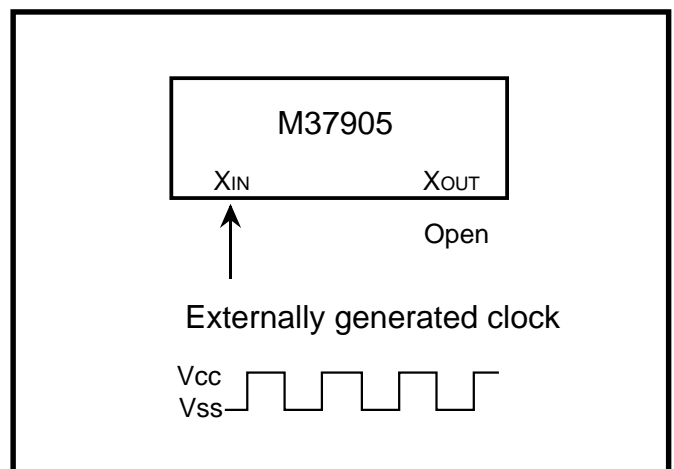 M37905
XIN XOUT
Open
Externally generated clock
Vcc
Vss